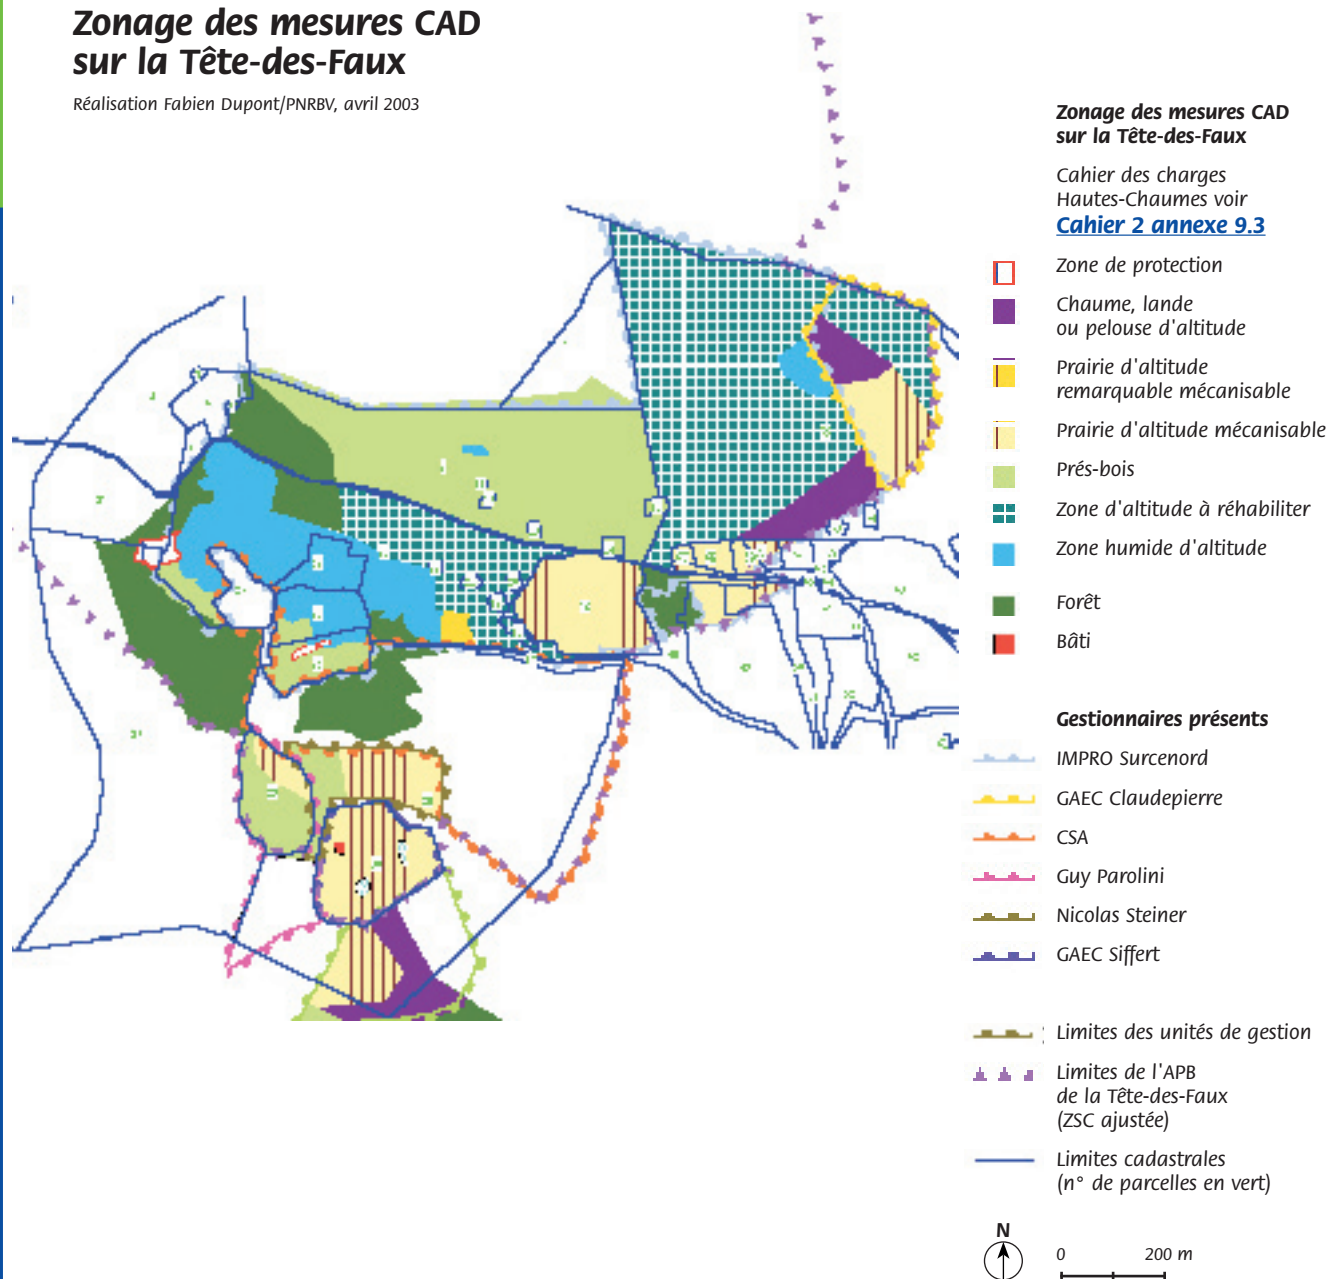 Zonage des mesures CAD
sur la Tête-des-Faux
Réalisation Fabien Dupont/PNRBV, avril 2003
Zonage des mesures CAD
sur la Tête-des-Faux
Cahier des charges
Hautes-Chaumes voir
Cahier 2 annexe 9.3
Zone de protection
Chaume, lande
ou pelouse d'altitude
Prairie d'altitude
remarquable mécanisable
Prairie d'altitude mécanisable
Prés-bois
Zone d'altitude à réhabiliter
Zone humide d'altitude
Forêt
Bâti
Gestionnaires présents
IMPRO Surcenord
GAEC Claudepierre
CSA
Guy Parolini
Nicolas Steiner
GAEC Siffert
Limites des unités de gestion
Limites de l'APB
de la Tête-des-Faux
(ZSC ajustée)
Limites cadastrales
(n° de parcelles en vert)
N
0 200 m